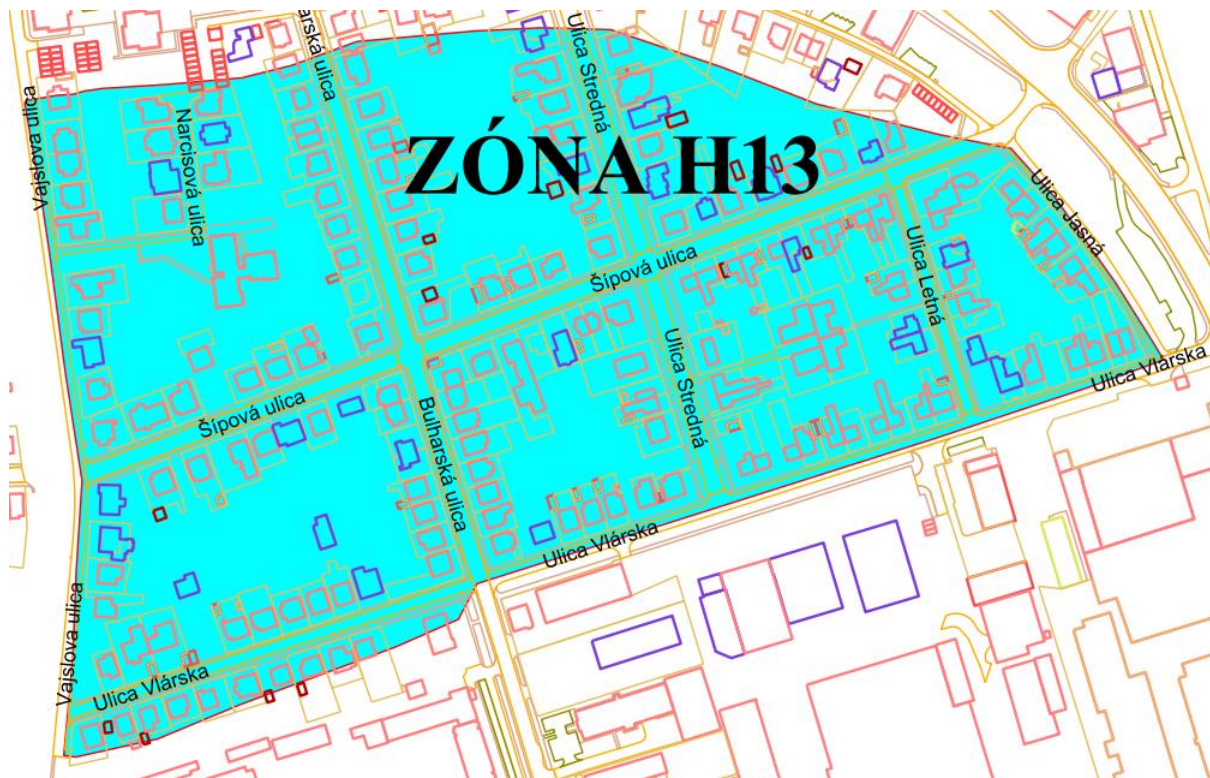 Vajslova ulica
Narcisová ulica
arská ulica
Ulica Stredná
ZÓNA H13
Ulica Jasná
Šípová ulica
Ulica Letná
Ulica Vlárska
Šípová ulica
Bulharská ulica
Ulica Stredná
Ulica Vlárska
Vajslova ulica
Ulica Vlárska